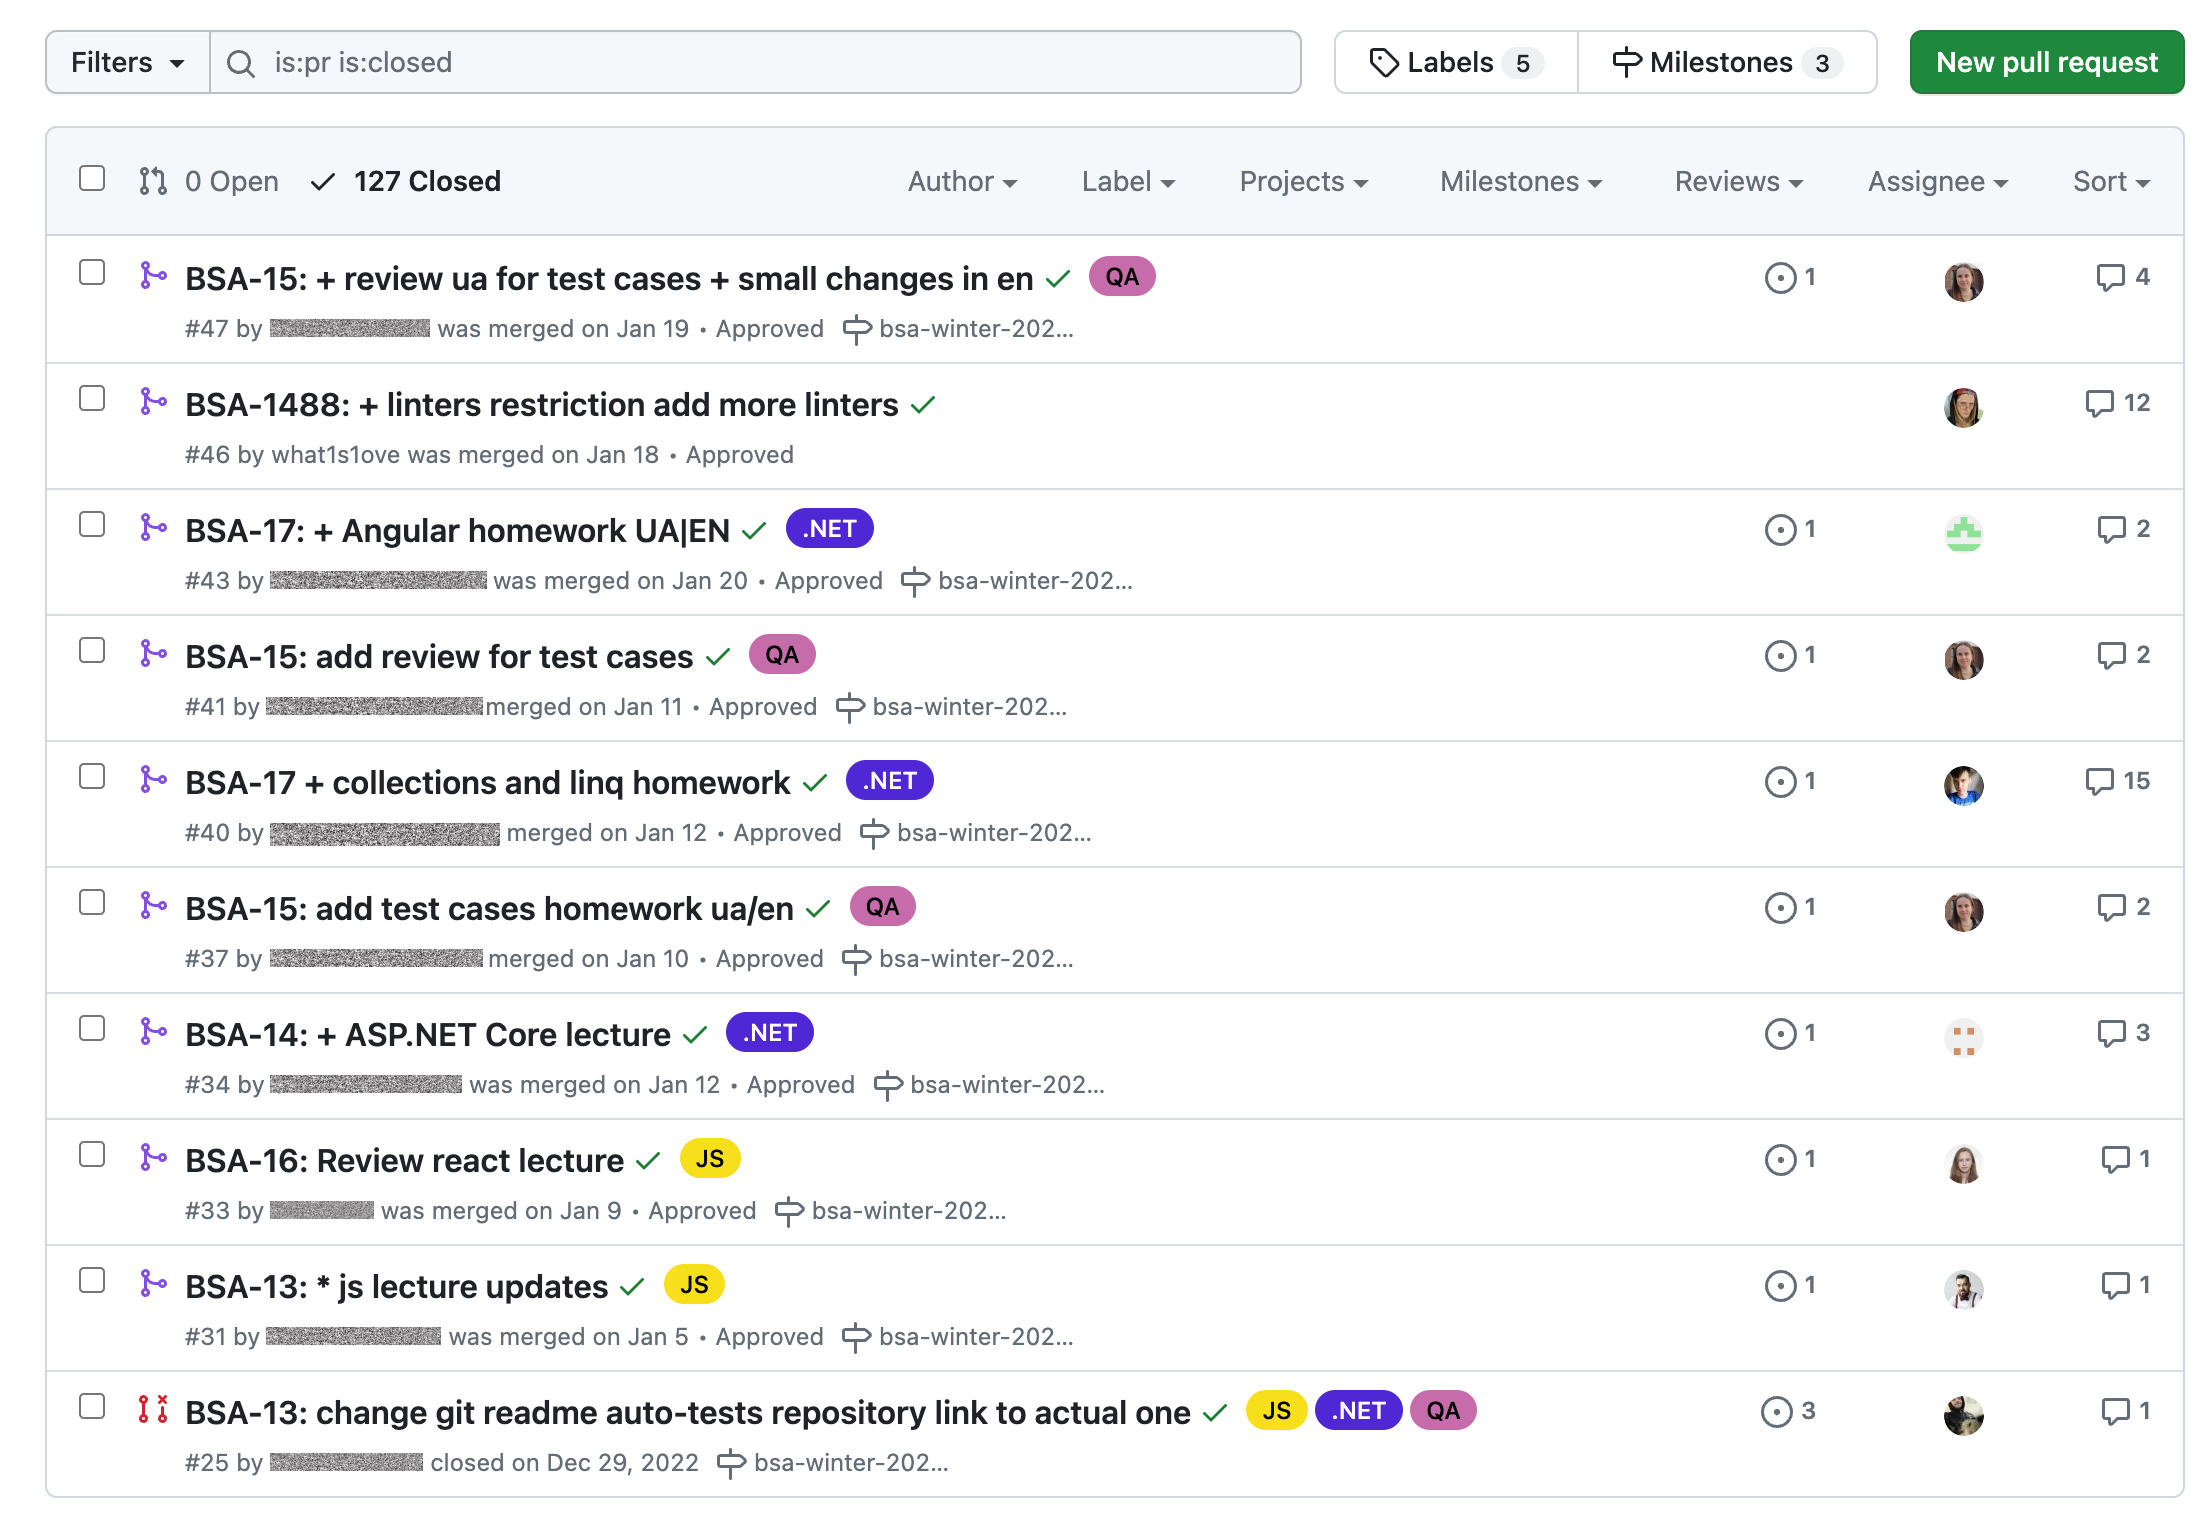 Filters is:pr is:closed Labels 5 Milestones 3 New pull request
0 Open 127 Closed Author Label Projects Milestones Reviews Assignee Sort
BSA-15: + review ua for test cases + small changes in en QA 1 4
#47 by was merged on Jan 19 • Approved bsa-winter-202...
BSA-1488: + linters restriction add more linters 12
#46 by what1s1ove was merged on Jan 18 • Approved
BSA-17: + Angular homework UA|EN .NET 1 2
#43 by was merged on Jan 20 • Approved bsa-winter-202...
BSA-15: add review for test cases QA 1 2
#41 by merged on Jan 11 • Approved bsa-winter-202...
BSA-17 + collections and linq homework .NET 1 15
#40 by merged on Jan 12 • Approved bsa-winter-202...
BSA-15: add test cases homework ua/en QA 1 2
#37 by merged on Jan 10 • Approved bsa-winter-202...
BSA-14: + ASP.NET Core lecture .NET 1 3
#34 by was merged on Jan 12 • Approved bsa-winter-202...
BSA-16: Review react lecture JS 1 1
#33 by was merged on Jan 9 • Approved bsa-winter-202...
BSA-13: * js lecture updates JS 1 1
#31 by was merged on Jan 5 • Approved bsa-winter-202...
BSA-13: change git readme auto-tests repository link to actual one JS .NET QA 3 1
#25 by closed on Dec 29, 2022 bsa-winter-202...